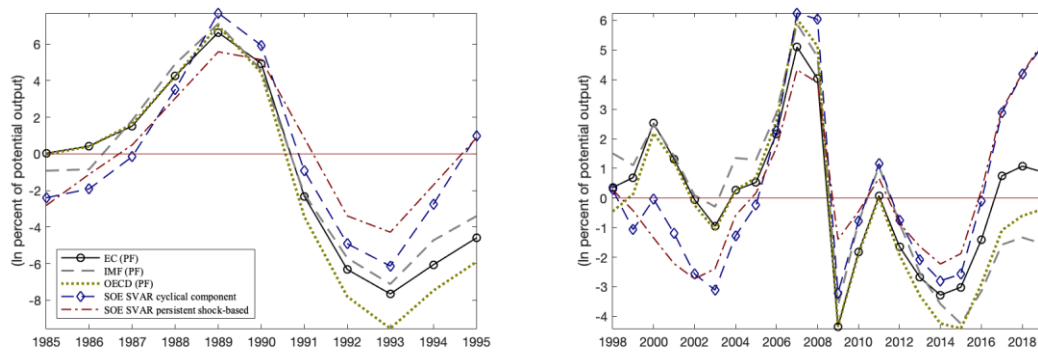 (In percent of potential output)
6
4
2
0
-2
-4
-6
-8
EC (PF)
IMF (PF)
OECD (PF)
SOE SVAR cyclical component
SOE SVAR persistent shock-based
1985 1986 1987 1988 1989 1990 1991 1992 1993 1994 1995
(In percent of potential output)
6
5
4
3
2
1
0
-1
-2
-3
-4
1998 2000 2002 2004 2006 2008 2010 2012 2014 2016 2018